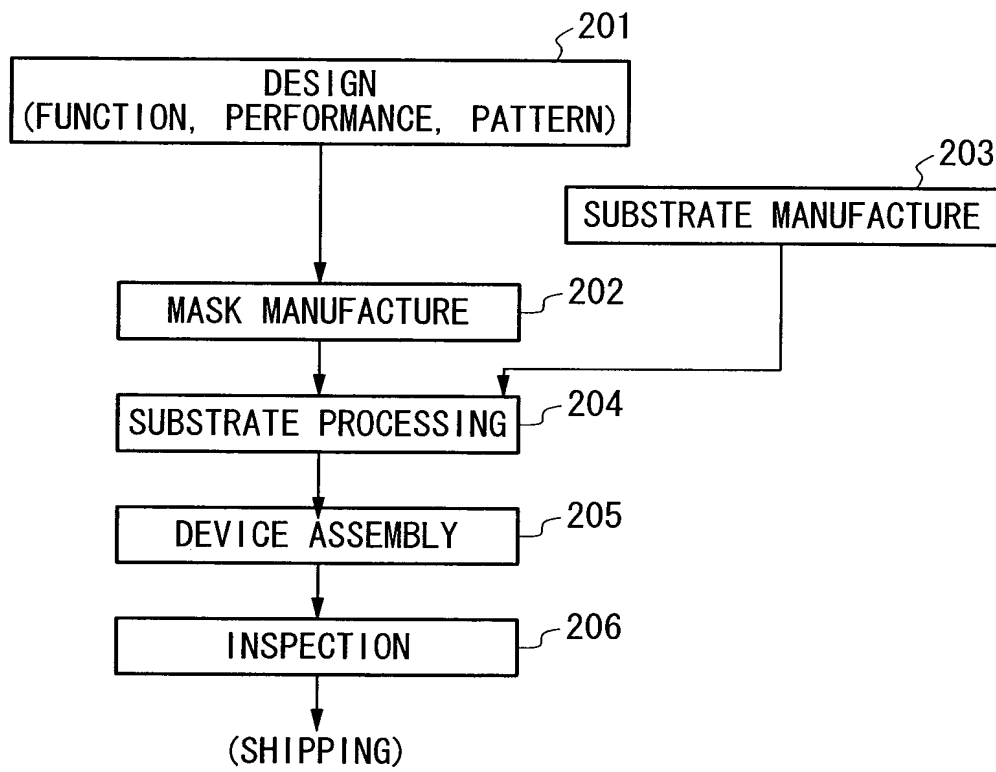 201
DESIGN
(FUNCTION, PERFORMANCE, PATTERN)
203
SUBSTRATE MANUFACTURE
202
MASK MANUFACTURE
204
SUBSTRATE PROCESSING
205
DEVICE ASSEMBLY
206
INSPECTION
(SHIPPING)